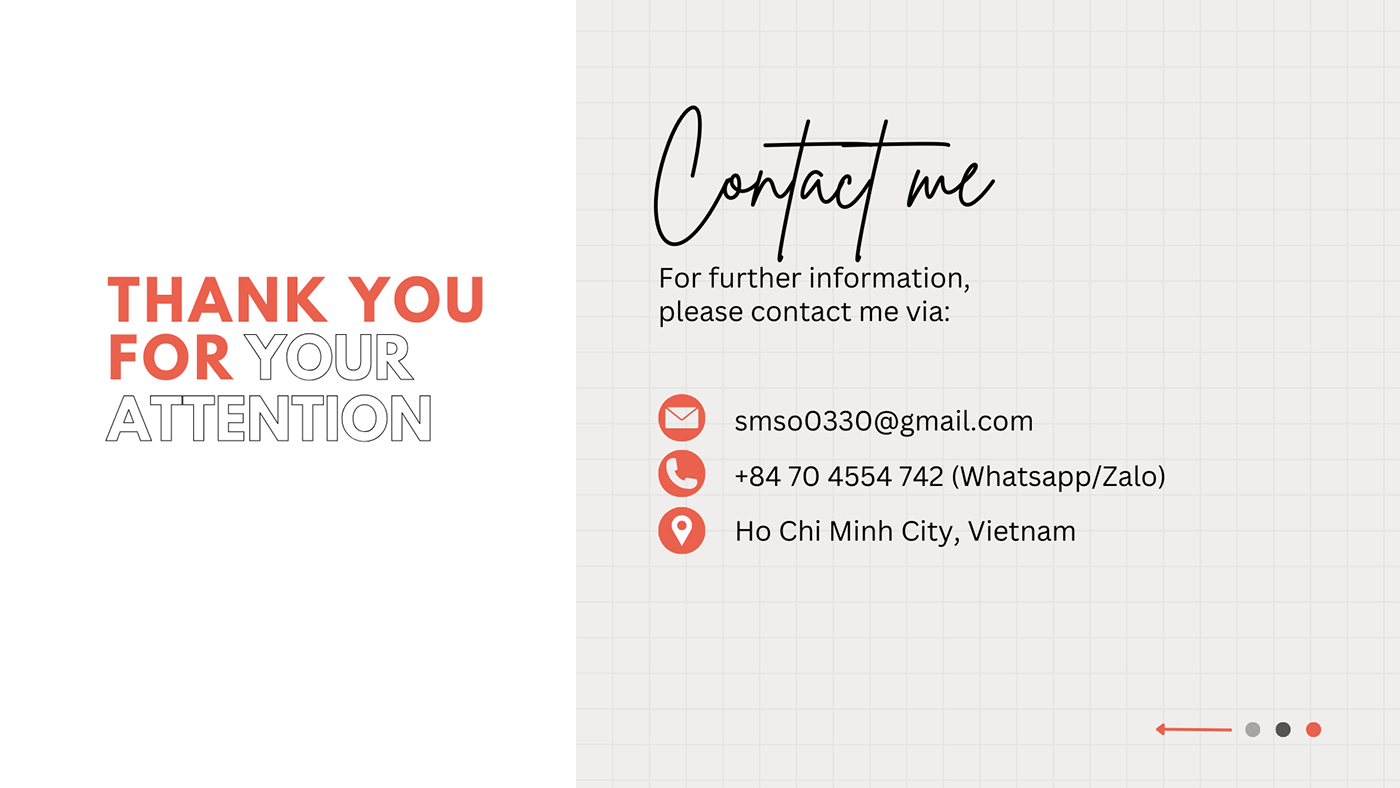 THANK YOU
FOR YOUR
ATTENTION
Contact me
For further information,
please contact me via:
smso0330@gmail.com
+84 70 4554 742 (Whatsapp/Zalo)
Ho Chi Minh City, Vietnam